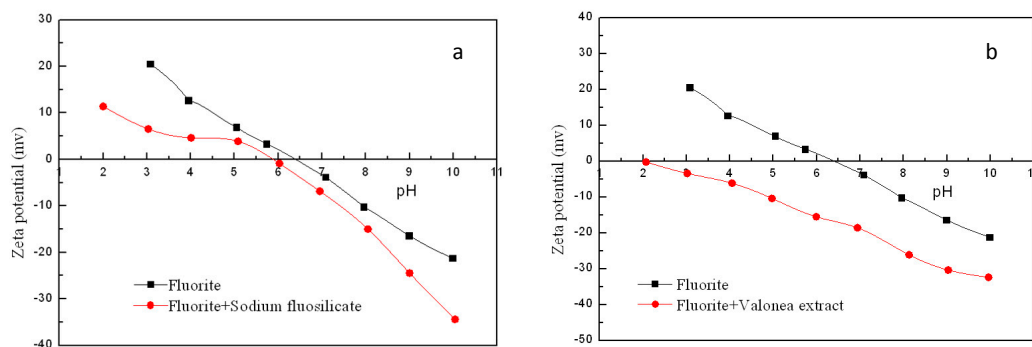 a
30
20
10
0
-10
-20
-30
-40
1 2 3 4 5 6 7 8 9 10 11
pH
Zeta potential (mv)
Fluorite
Fluorite+Sodium fluosilicate
b
40
30
20
10
0
-10
-20
-30
-40
-50
1 2 3 4 5 6 7 8 9 10 1
pH
Zeta potential (mv)
Fluorite
Fluorite+Valonea extract